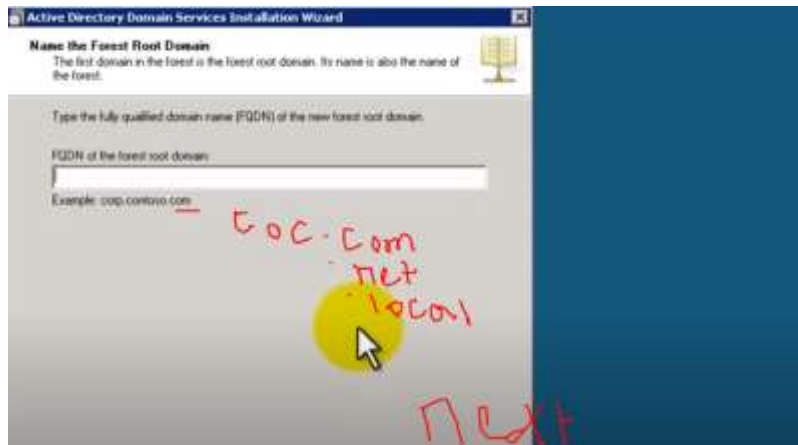 Active Directory Domain Services Installation Wizard
Name the Forest Root Domain
The first domain in the forest is the forest root domain. Its name is also the name of
the forest.
Type the fully qualified domain name (FQDN) of the new forest root domain.
FQDN of the forest root domain:
Example: corp.contoso.com
toc.com
.net
.local
next